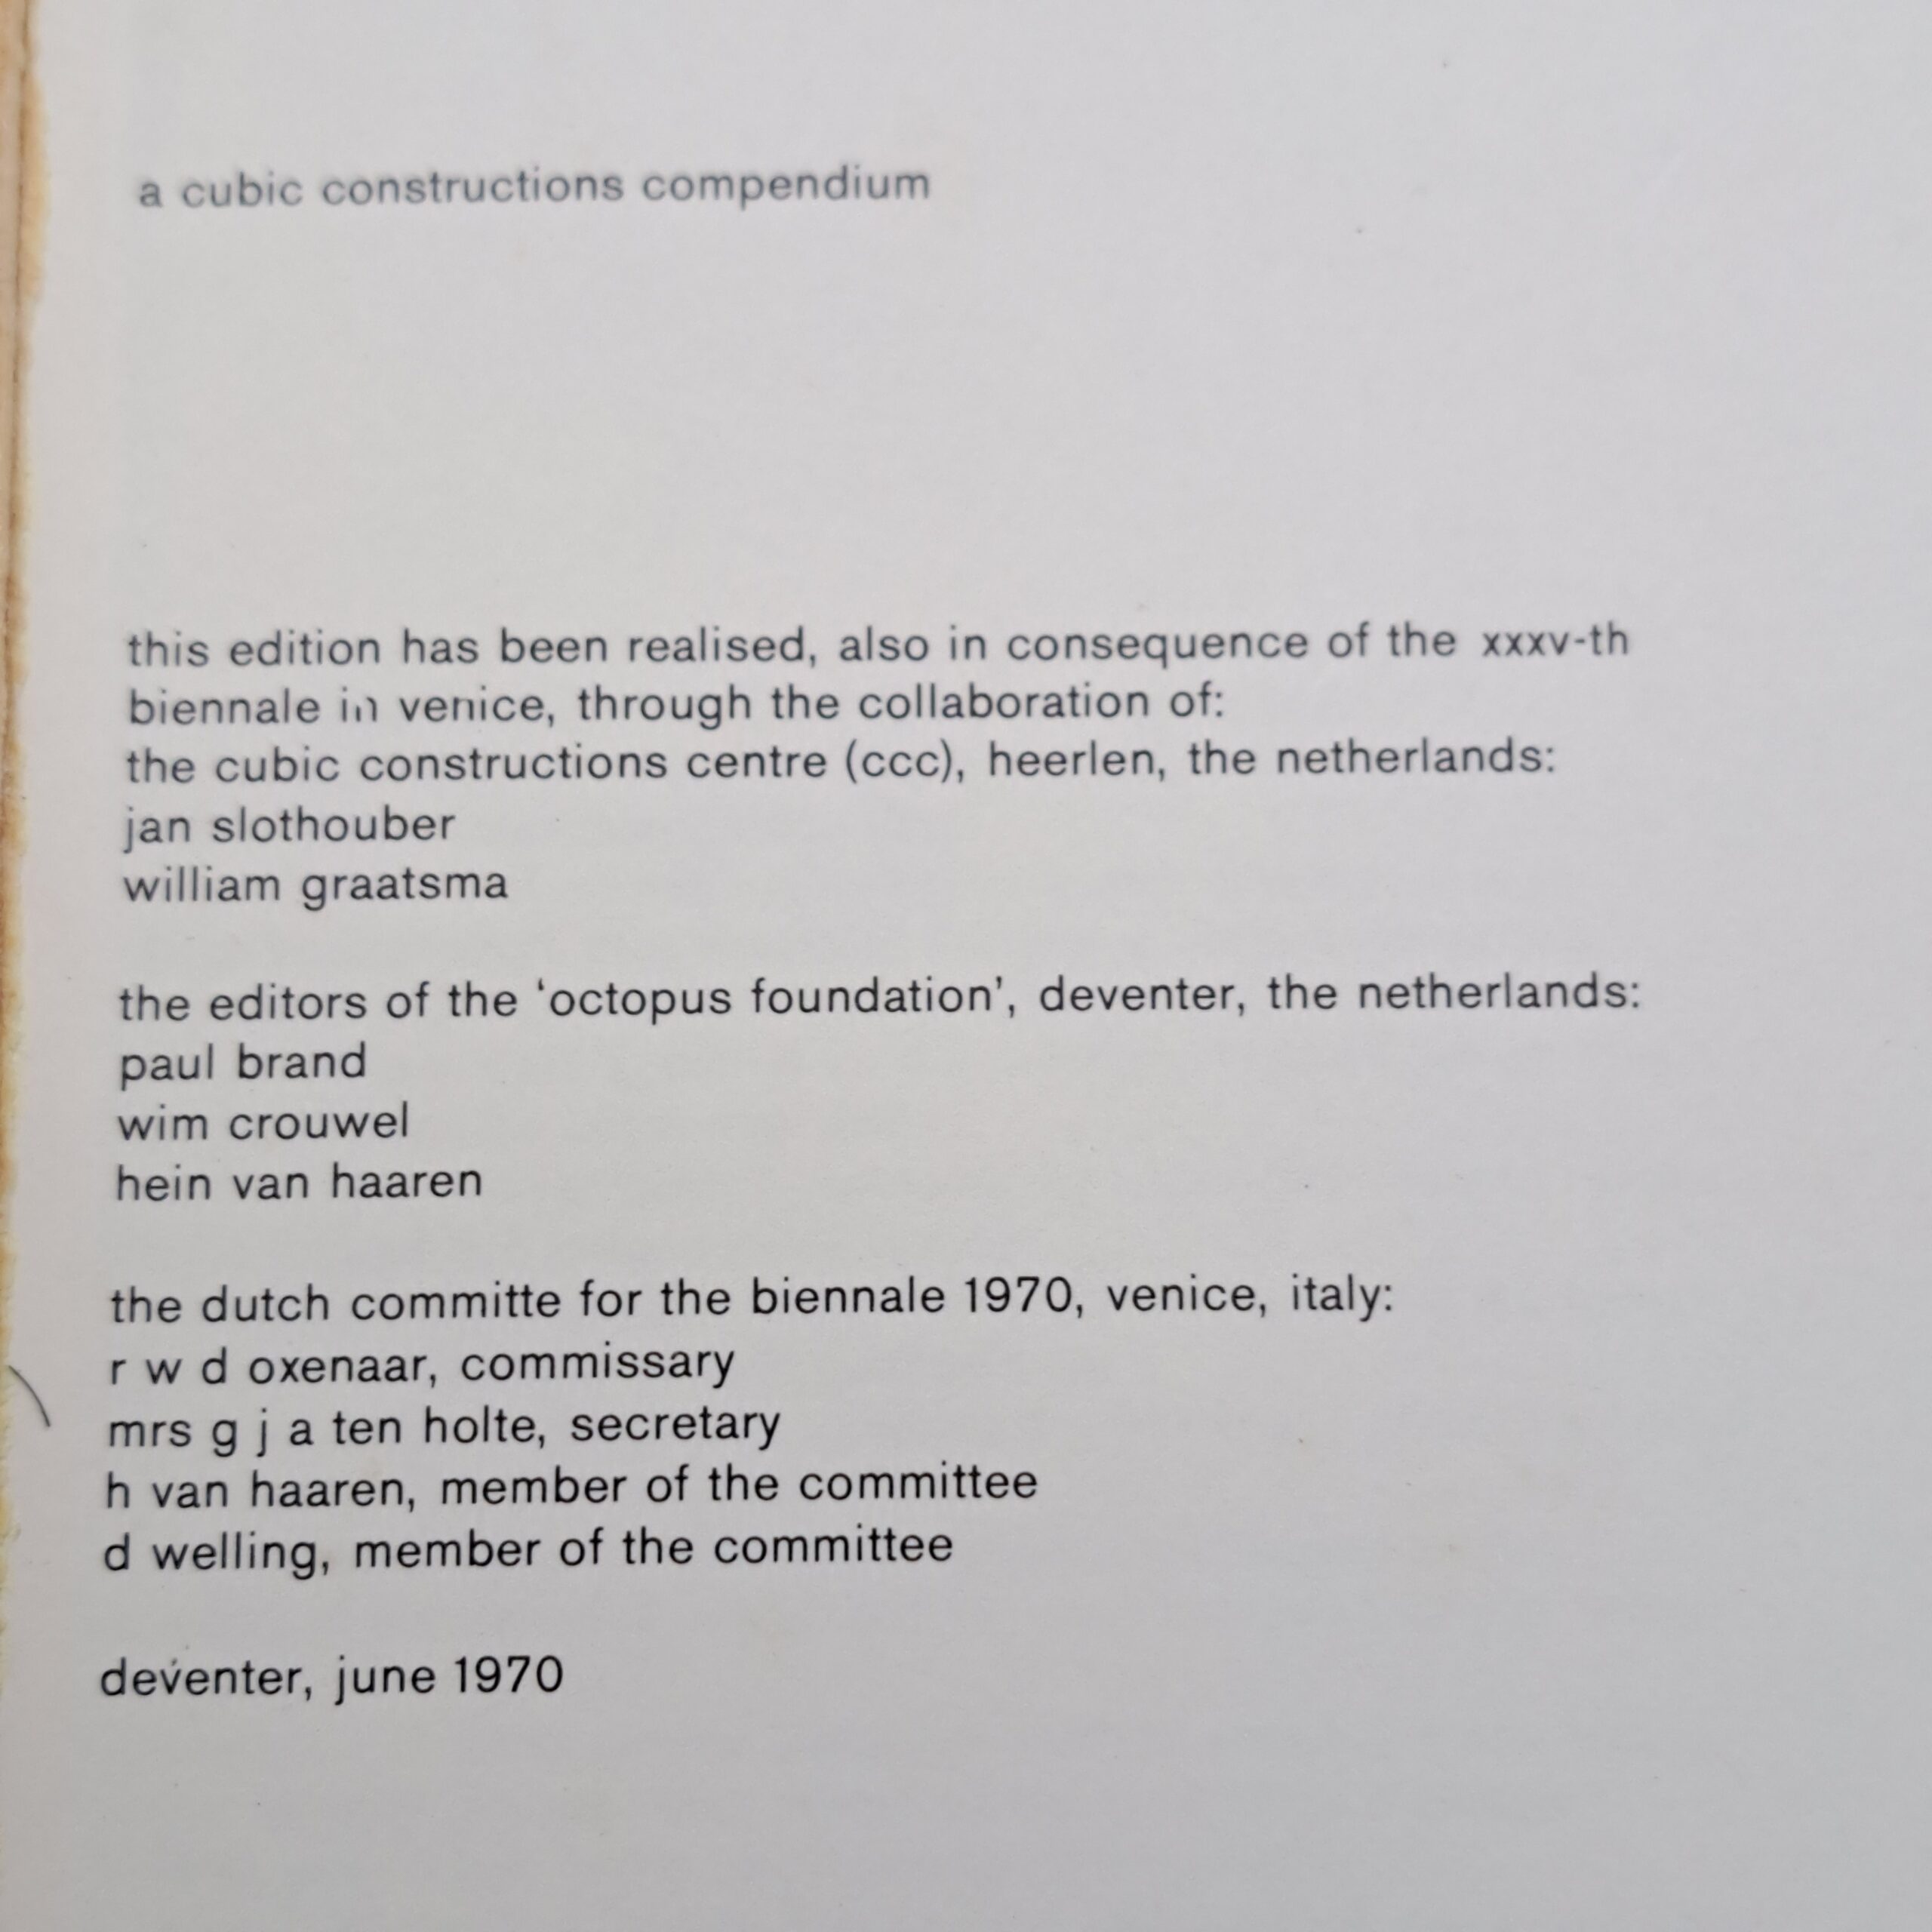 a cubic constructions compendium
this edition has been realised, also in consequence of the xxxv-th
biennale in venice, through the collaboration of:
the cubic constructions centre (ccc), heerlen, the netherlands:
jan slothouber
william graatsma
the editors of the ‘octopus foundation’, deventer, the netherlands:
paul brand
wim crouwel
hein van haaren
the dutch committe for the biennale 1970, venice, italy:
r w d oxenaar, commissary
mrs g j a ten holte, secretary
h van haaren, member of the committee
d welling, member of the committee
deventer, june 1970